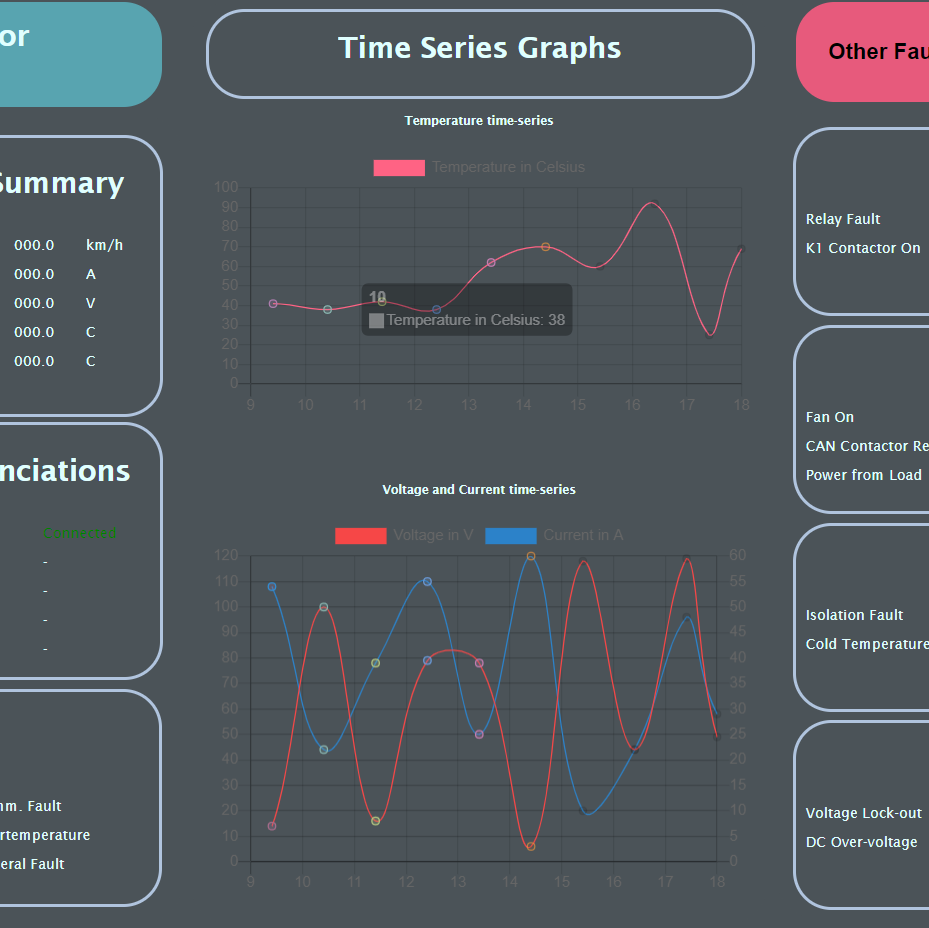 or
Summary
000.0 km/h
000.0 A
000.0 V
000.0 C
000.0 C
nciations
Connected
-
-
-
-
mm. Fault
rtemperature
eral Fault
Time Series Graphs
Temperature time-series
Temperature in Celsius
100
90
80
70
60
50
40
30
20
10
0
9 10 11 12 13 14 15 16 17 18
10
Temperature in Celsius: 38
Voltage and Current time-series
Voltage in V Current in A
120 60
110 55
100 50
90 45
80 40
70 35
60 30
50 25
40 20
30 15
20 10
10 5
0 0
9 10 11 12 13 14 15 16 17 18
Other Fau
Relay Fault
K1 Contactor On
Fan On
CAN Contactor Re
Power from Load
Isolation Fault
Cold Temperature
Voltage Lock-out
DC Over-voltage